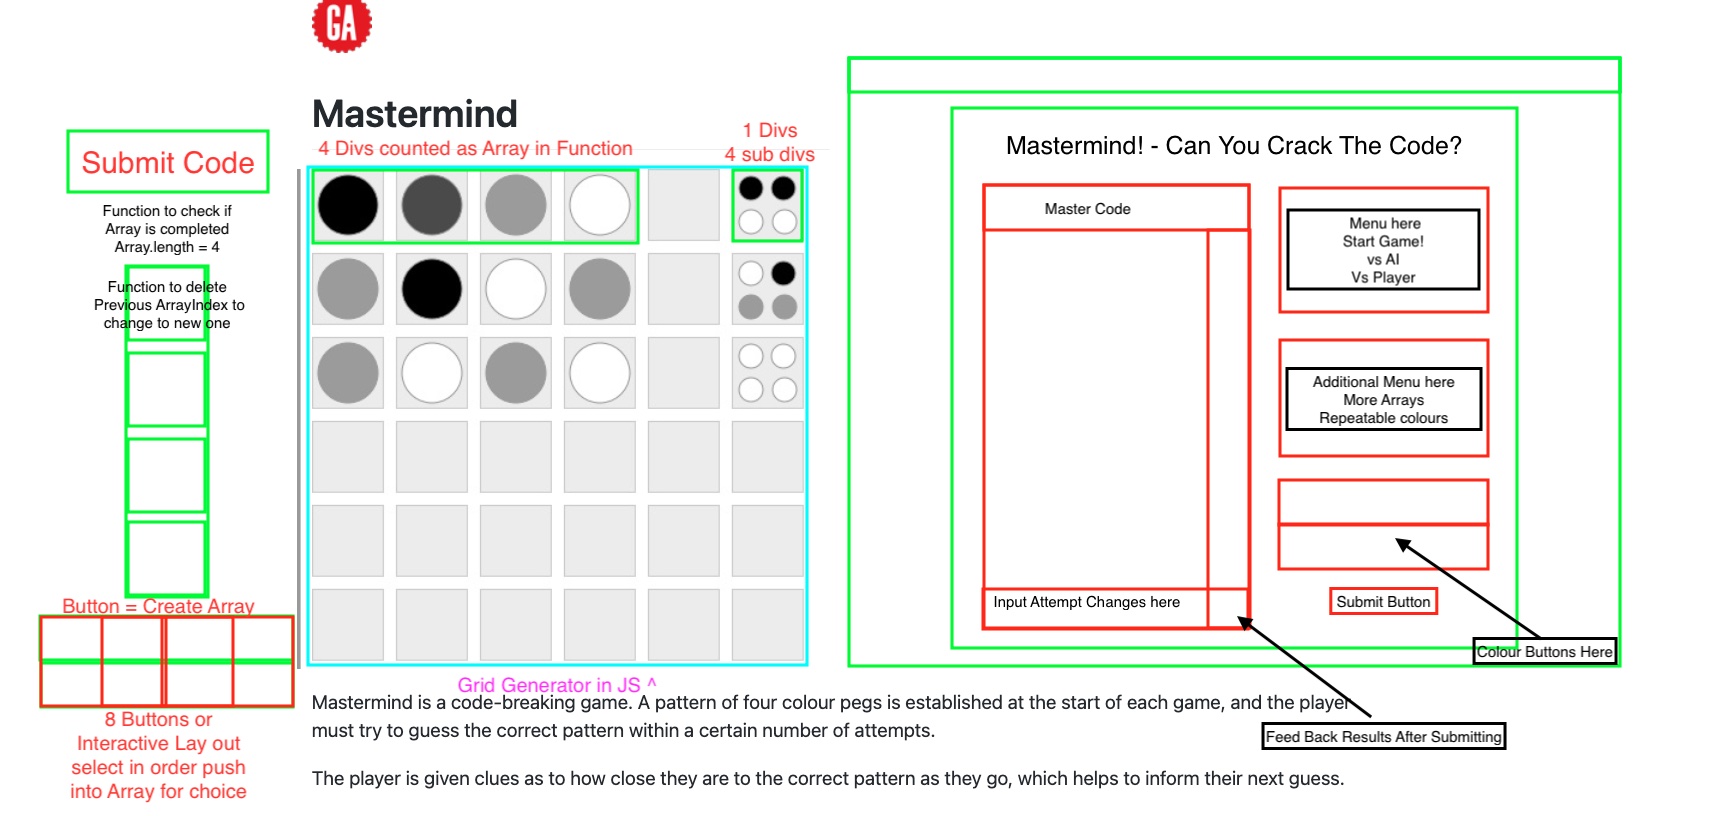 GA
Mastermind
4 Divs counted as Array in Function
1 Divs
4 sub divs
Submit Code
Function to check if
Array is completed
Array.length = 4
Function to delete
Previous ArrayIndex to
change to new one
Button = Create Array
8 Buttons or
Interactive Lay out
select in order push
into Array for choice
Grid Generator in JS ^
Mastermind is a code-breaking game. A pattern of four colour pegs is established at the start of each game, and the player
must try to guess the correct pattern within a certain number of attempts.
The player is given clues as to how close they are to the correct pattern as they go, which helps to inform their next guess.
Mastermind! - Can You Crack The Code?
Master Code
Menu here
Start Game!
vs AI
Vs Player
Additional Menu here
More Arrays
Repeatable colours
Input Attempt Changes here
Submit Button
Colour Buttons Here
Feed Back Results After Submitting